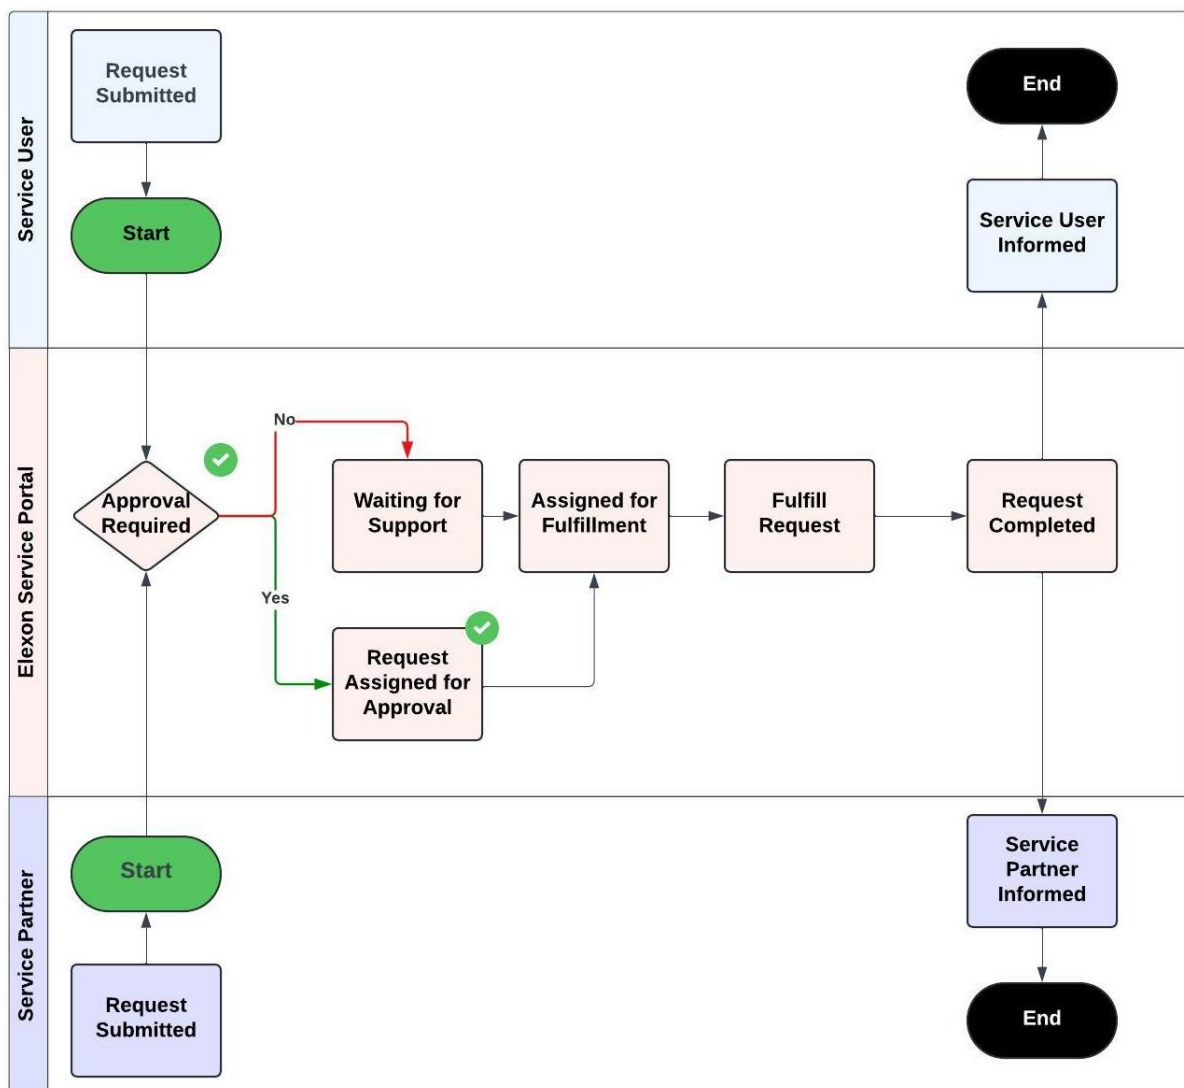 Service User
Request
Submitted
Start
End
Service User
Informed
Elexon Service Portal
Approval
Required
No
Yes
Waiting for
Support
Request
Assigned for
Approval
Assigned for
Fulfillment
Fulfill
Request
Request
Completed
Service Partner
Start
Request
Submitted
Service
Partner
Informed
End